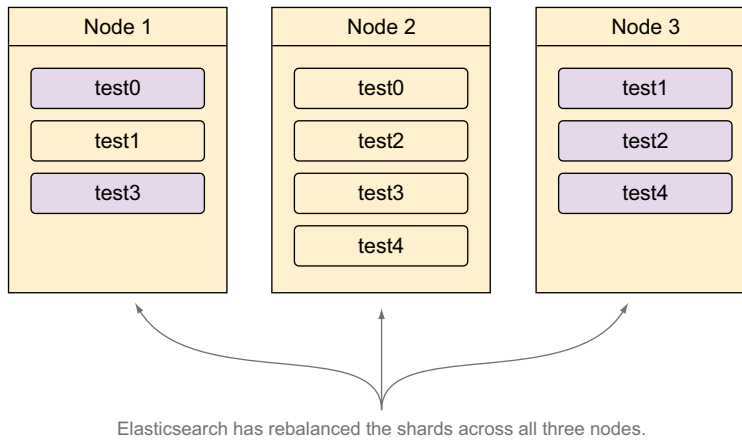 Node 1
test0
test1
test3
Node 2
test0
test2
test3
test4
Node 3
test1
test2
test4
Elasticsearch has rebalanced the shards across all three nodes.